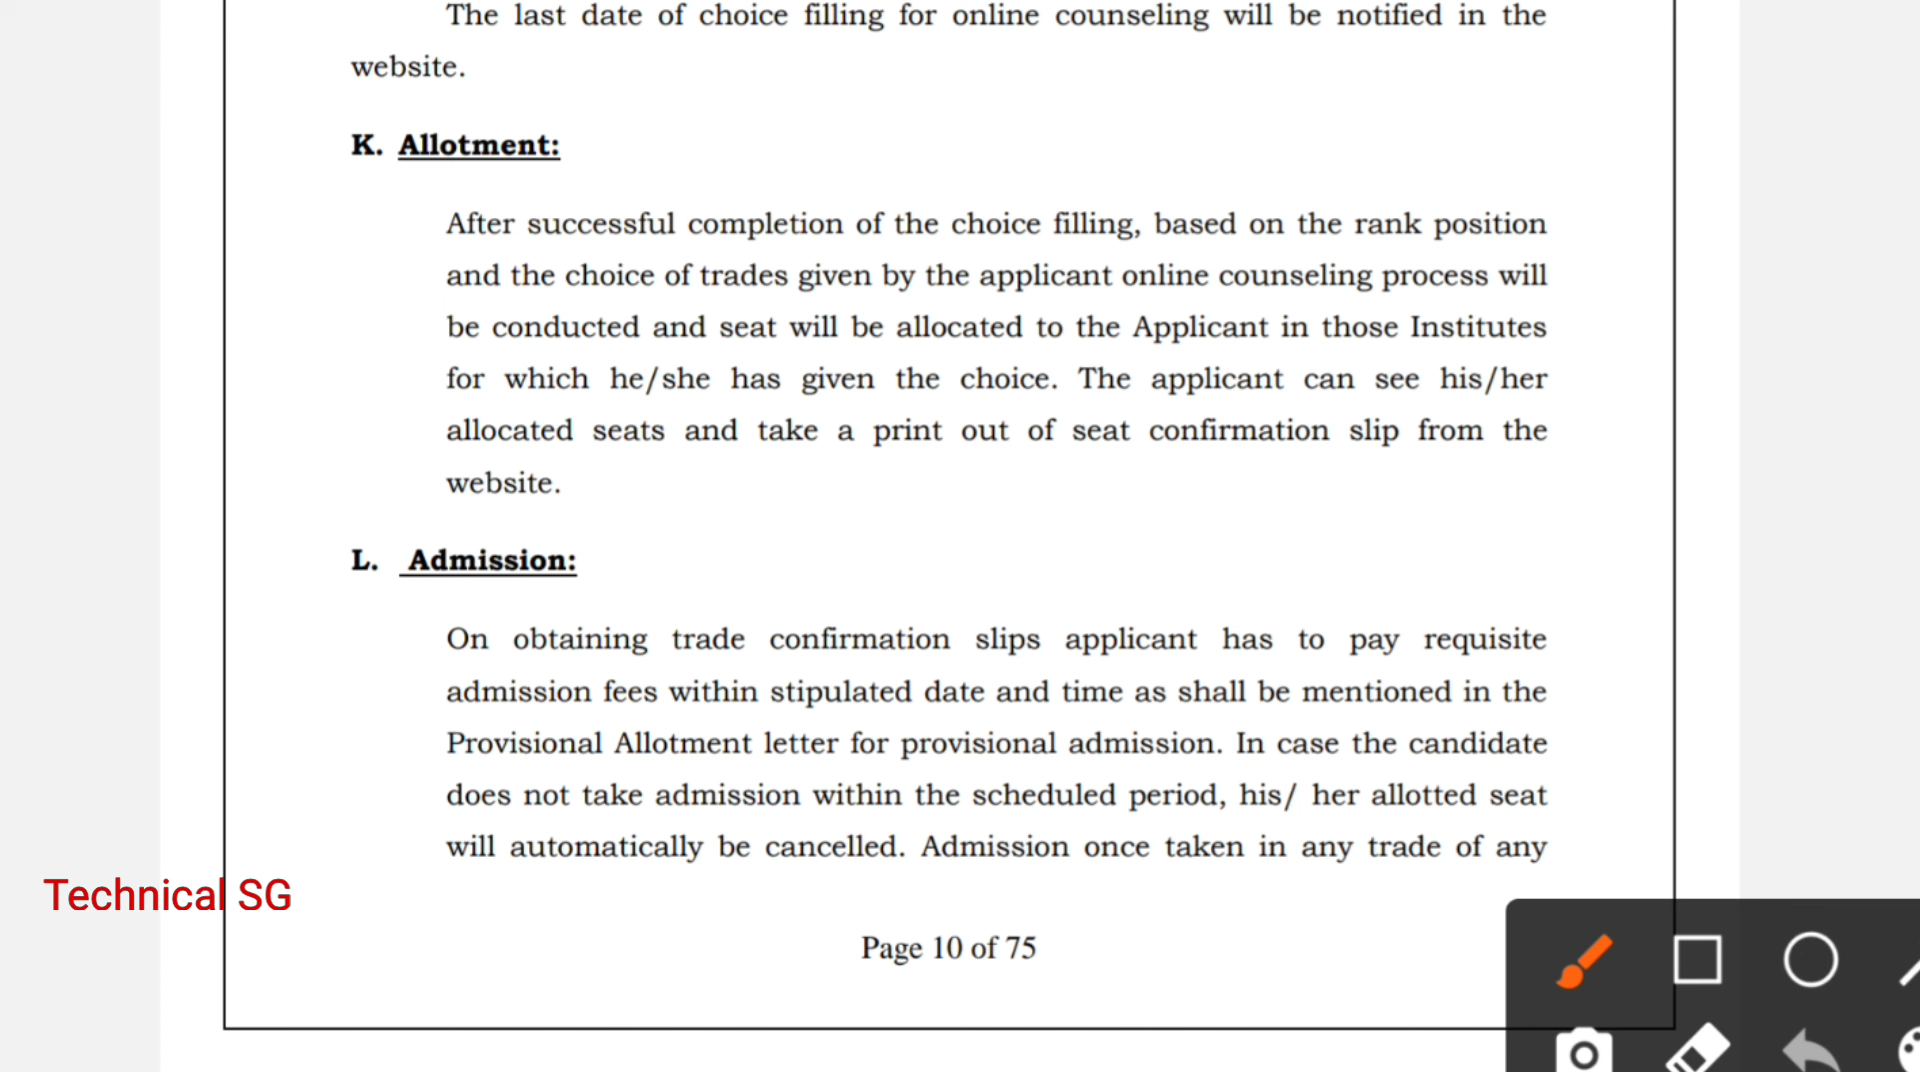 The last date of choice filling for online counseling will be notified in the
website.
K. Allotment:
After successful completion of the choice filling, based on the rank position
and the choice of trades given by the applicant online counseling process will
be conducted and seat will be allocated to the Applicant in those Institutes
for which he/she has given the choice. The applicant can see his/her
allocated seats and take a print out of seat confirmation slip from the
website.
L. Admission:
On obtaining trade confirmation slips applicant has to pay requisite
admission fees within stipulated date and time as shall be mentioned in the
Provisional Allotment letter for provisional admission. In case the candidate
does not take admission within the scheduled period, his/ her allotted seat
will automatically be cancelled. Admission once taken in any trade of any
Technical SG
Page 10 of 75